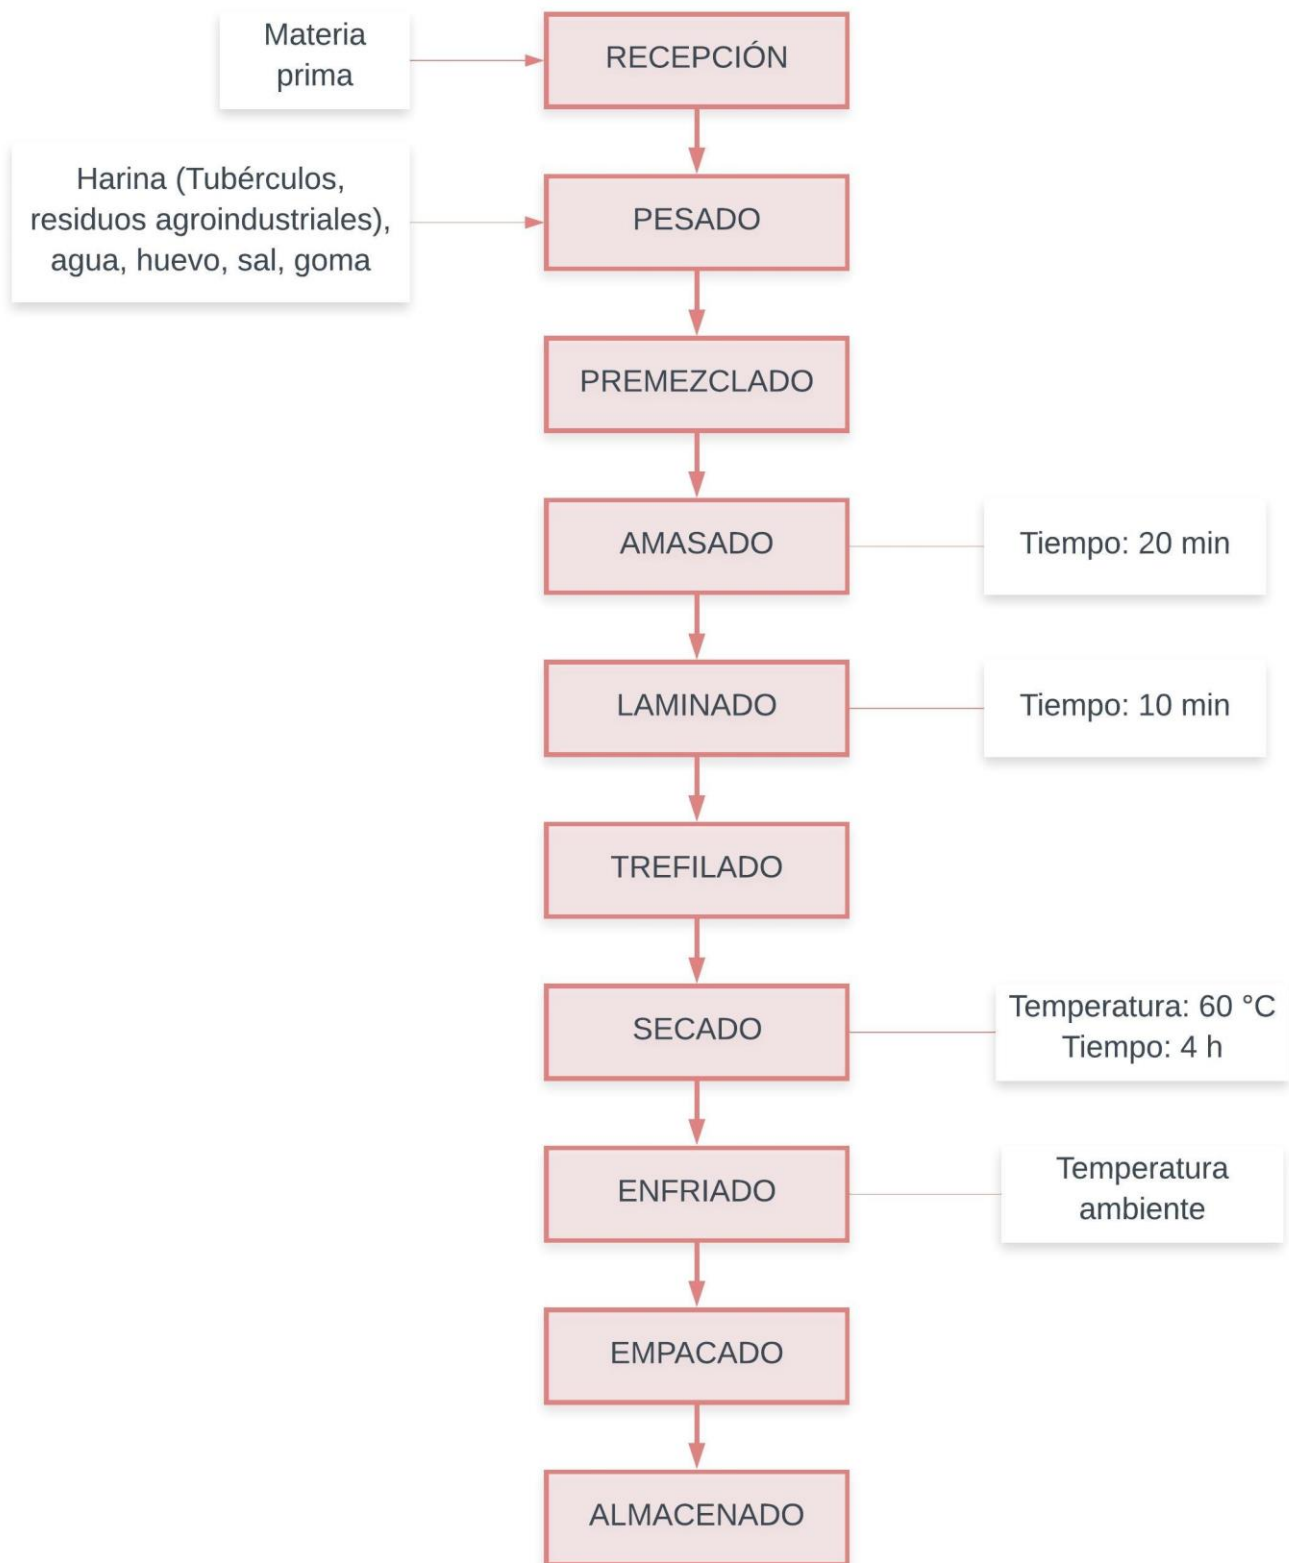 Materia
prima
RECEPCIÓN
Harina (Tubérculos,
residuos agroindustriales),
agua, huevo, sal, goma
PESADO
PREMEZCLADO
AMASADO
Tiempo: 20 min
LAMINADO
Tiempo: 10 min
TREFILADO
SECADO
Temperatura: 60 °C
Tiempo: 4 h
ENFRIADO
Temperatura
ambiente
EMPACADO
ALMACENADO